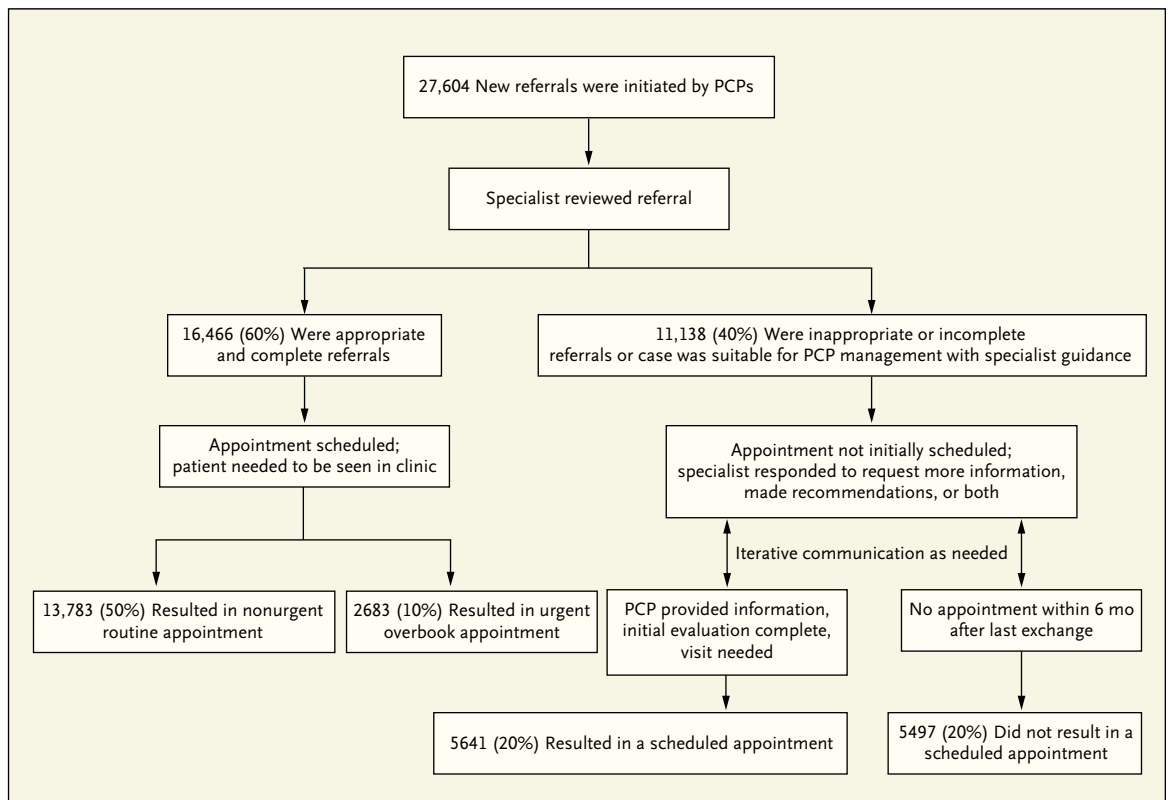 27,604 New referrals were initiated by PCPs
Specialist reviewed referral
16,466 (60%) Were appropriate
and complete referrals
11,138 (40%) Were inappropriate or incomplete
referrals or case was suitable for PCP management with specialist guidance
Appointment scheduled;
patient needed to be seen in clinic
Appointment not initially scheduled;
specialist responded to request more information,
made recommendations, or both
Iterative communication as needed
13,783 (50%) Resulted in nonurgent
routine appointment
2683 (10%) Resulted in urgent
overbook appointment
PCP provided information,
initial evaluation complete,
visit needed
No appointment within 6 mo
after last exchange
5641 (20%) Resulted in a scheduled appointment
5497 (20%) Did not result in a
scheduled appointment